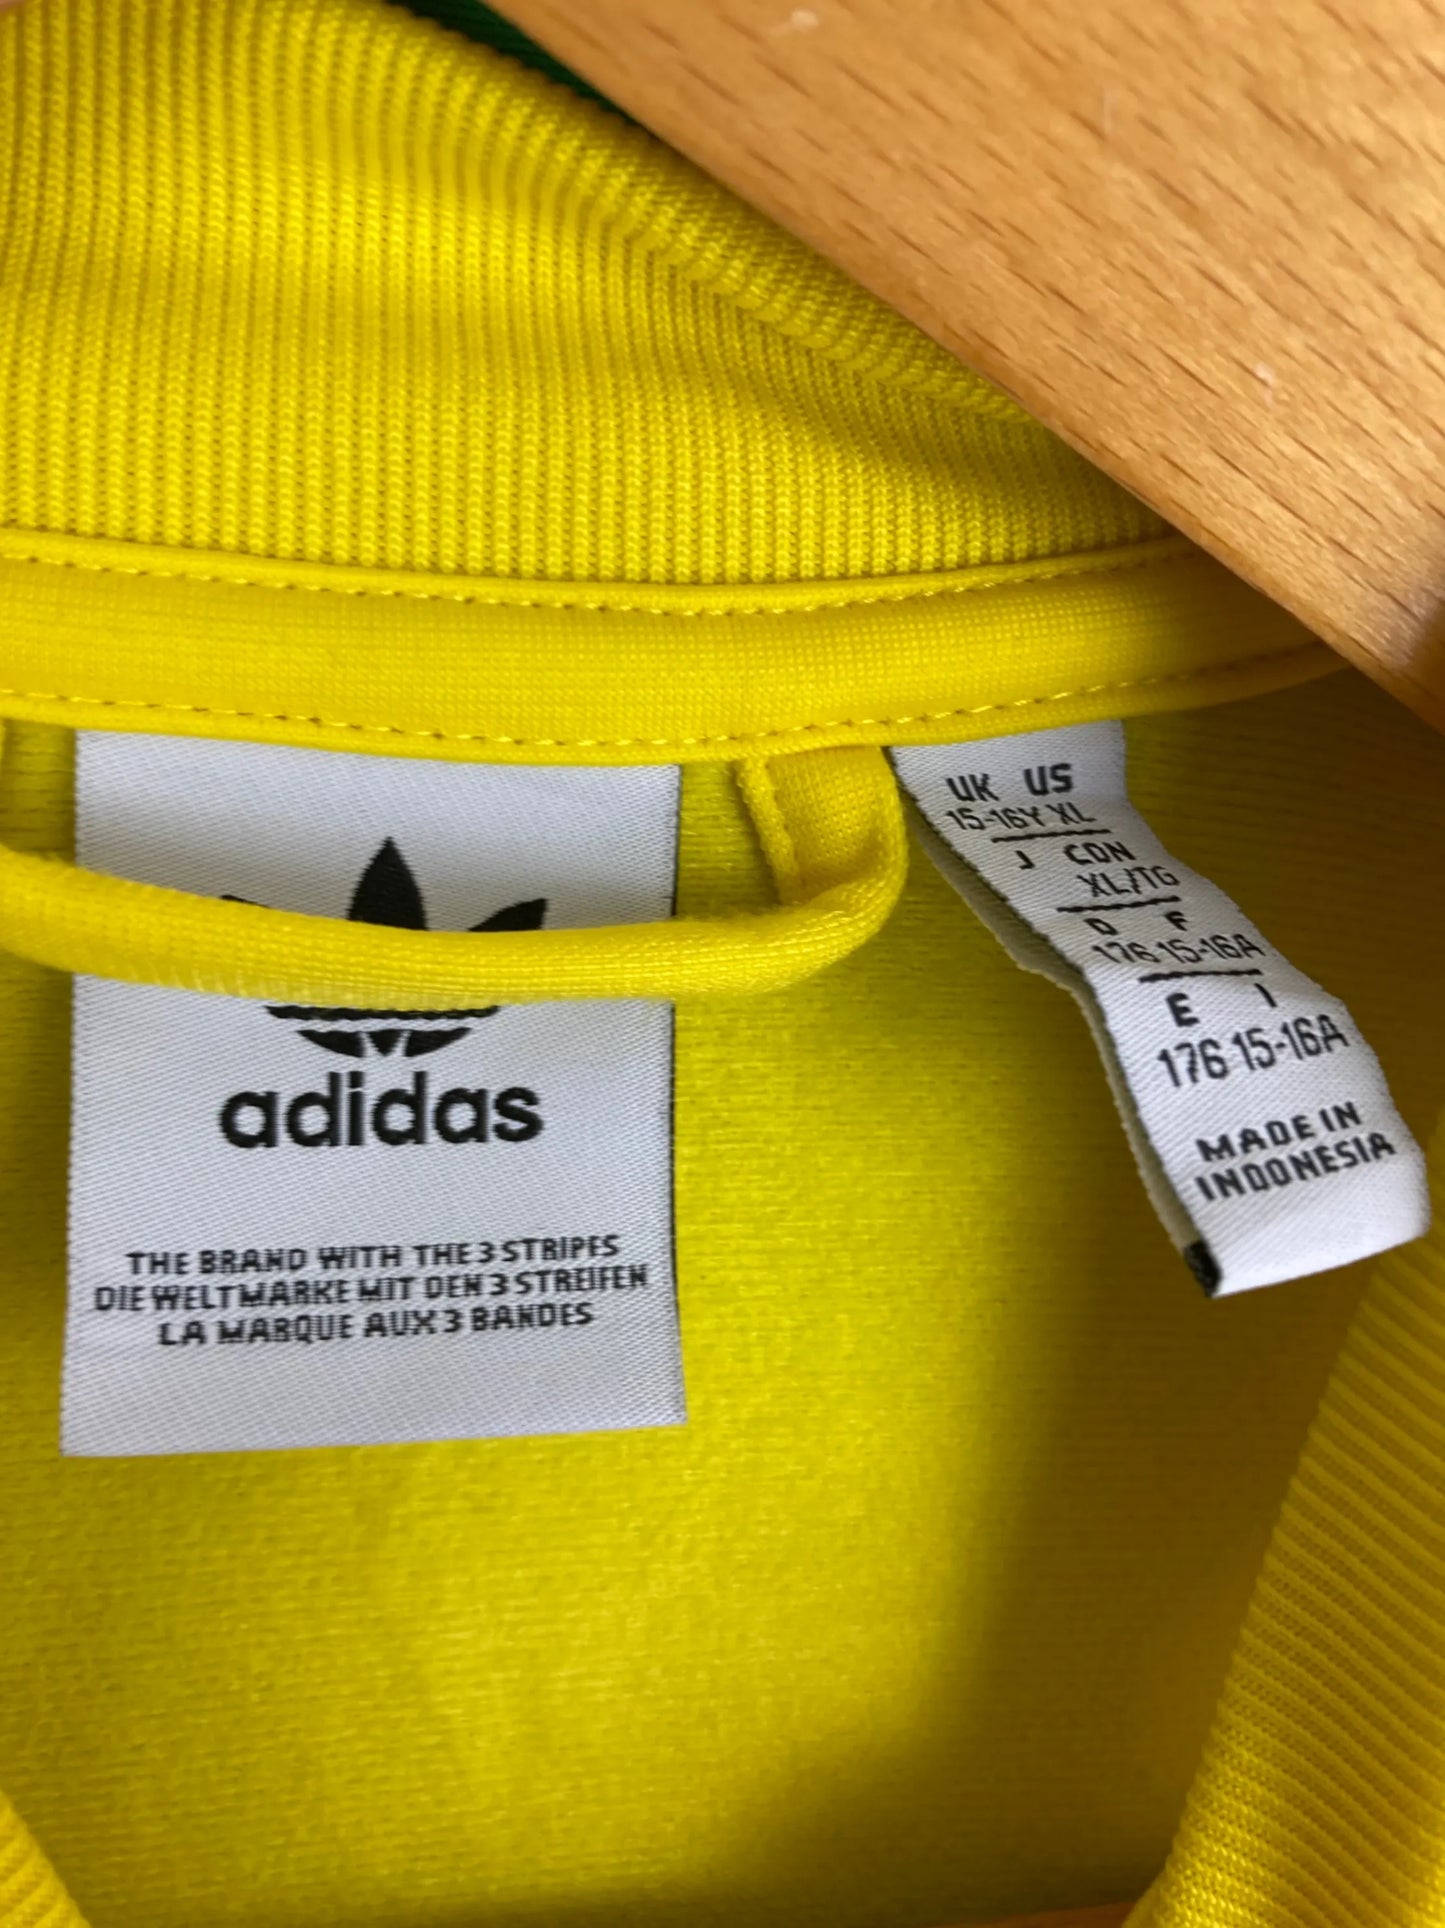 adidas
THE BRAND WITH THE 3 STRIPES
DIE WELTMARKE MIT DEN 3 STREIFEN
LA MARQUE AUX 3 BANDES
UK US
15-16Y XL
J CDN
XL/TG
D F
176 15-16A
E I
176 15-16A
MADE IN
INDONESIA